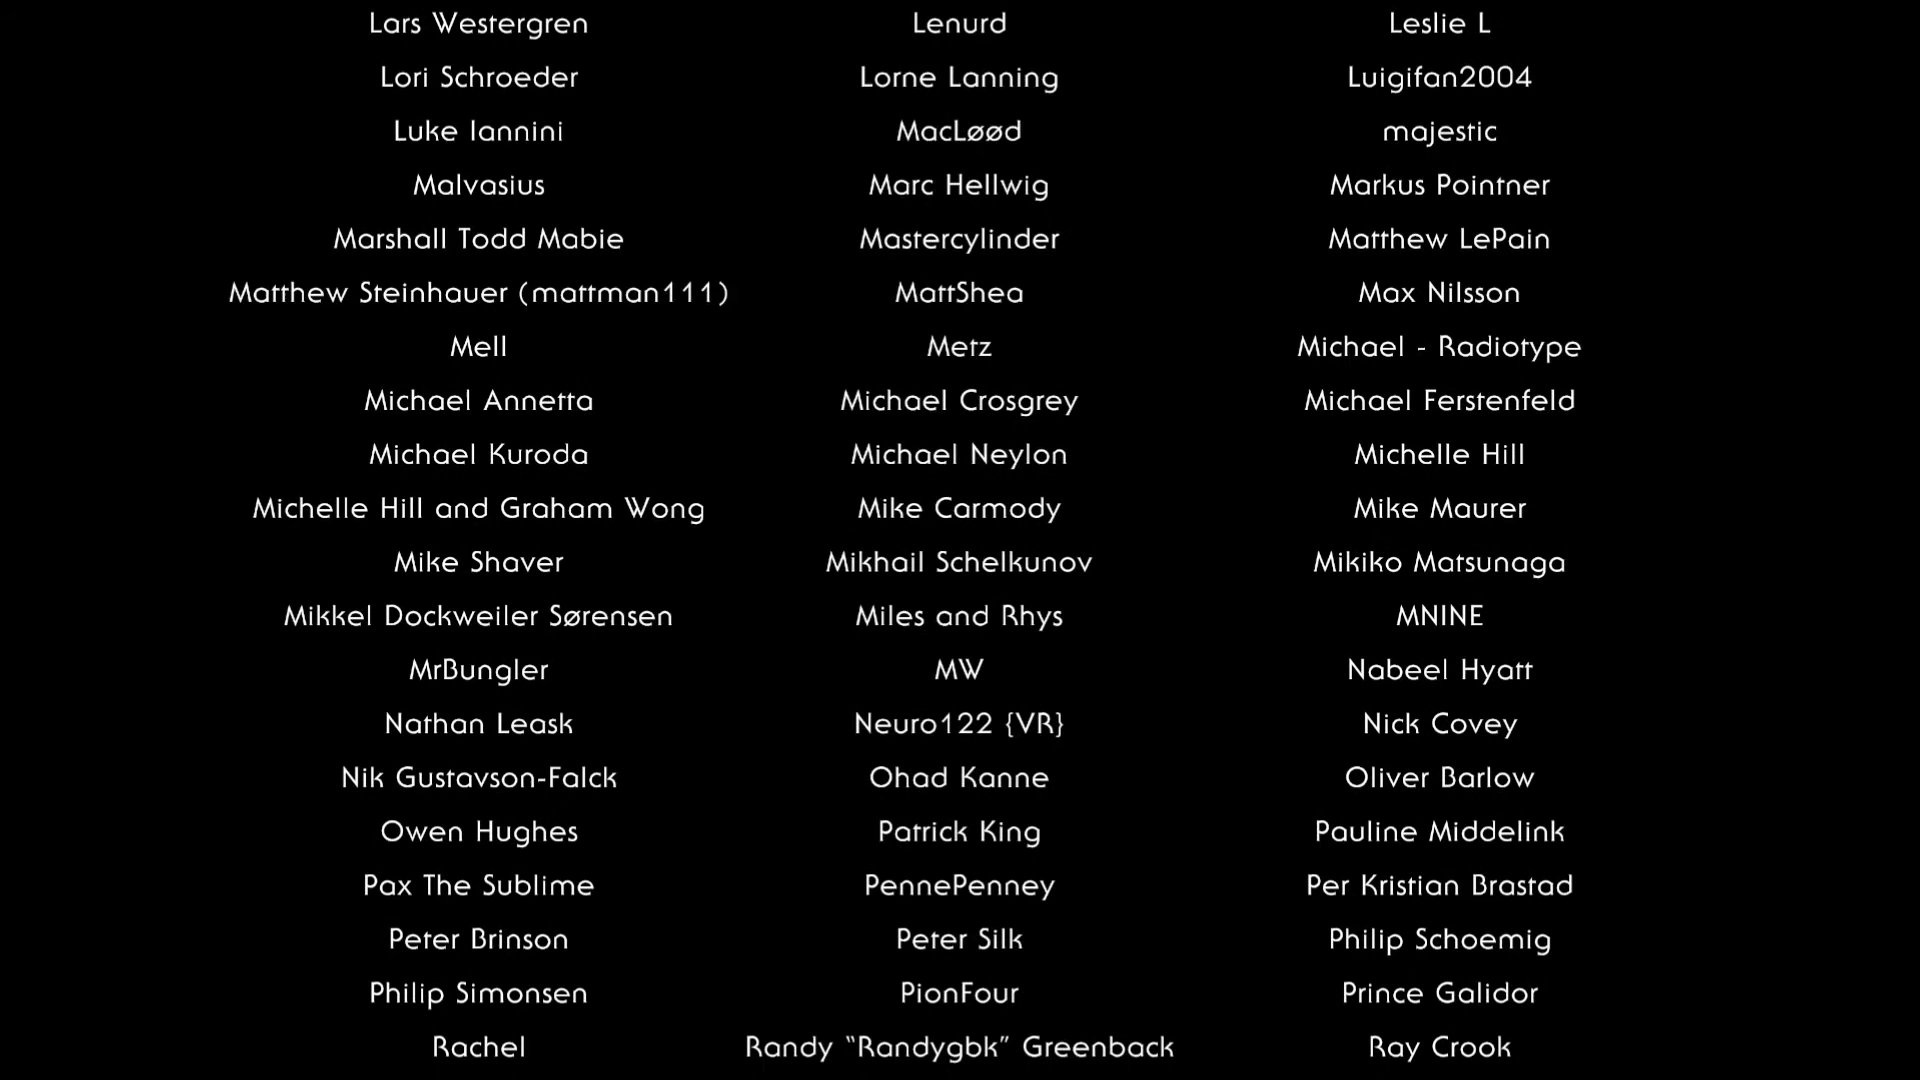 Lars Westergren Lenurd Leslie L
Lori Schroeder Lorne Lanning Luigifan2004
Luke Iannini MacLøød majestic
Malvasius Marc Hellwig Markus Pointner
Marshall Todd Mabie Mastercylinder Matthew LePain
Matthew Steinhauer (mattman111) MattShea Max Nilsson
Mell Metz Michael - Radiotype
Michael Annetta Michael Crosgrey Michael Ferstenfeld
Michael Kuroda Michael Neylon Michelle Hill
Michelle Hill and Graham Wong Mike Carmody Mike Maurer
Mike Shaver Mikhail Schelkunov Mikiko Matsunaga
Mikkel Dockweiler Sørensen Miles and Rhys MNINE
MrBungler MW Nabeel Hyatt
Nathan Leask Neuro122 {VR} Nick Covey
Nik Gustavson-Falck Ohad Kanne Oliver Barlow
Owen Hughes Patrick King Pauline Middelink
Pax The Sublime PennePenney Per Kristian Brastad
Peter Brinson Peter Silk Philip Schoemig
Philip Simonsen PionFour Prince Galidor
Rachel Randy “Randygbk” Greenback Ray Crook